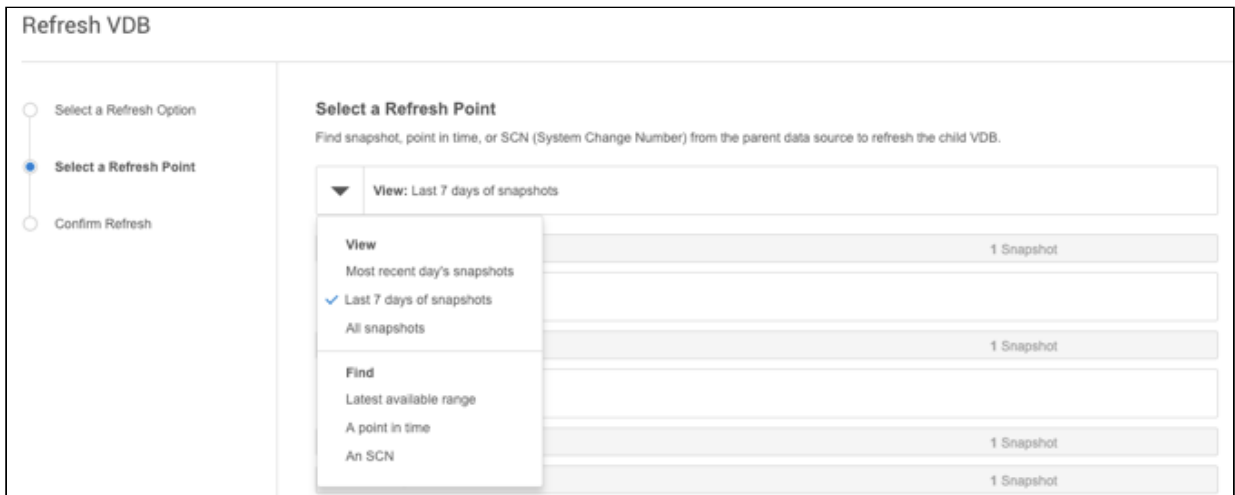 Refresh VDB
Select a Refresh Option
Select a Refresh Point
Confirm Refresh
Select a Refresh Point
Find snapshot, point in time, or SCN (System Change Number) from the parent data source to refresh the child VDB.
View: Last 7 days of snapshots
View
Most recent day's snapshots
Last 7 days of snapshots
All snapshots
Find
Latest available range
A point in time
An SCN
1 Snapshot
1 Snapshot
1 Snapshot
1 Snapshot